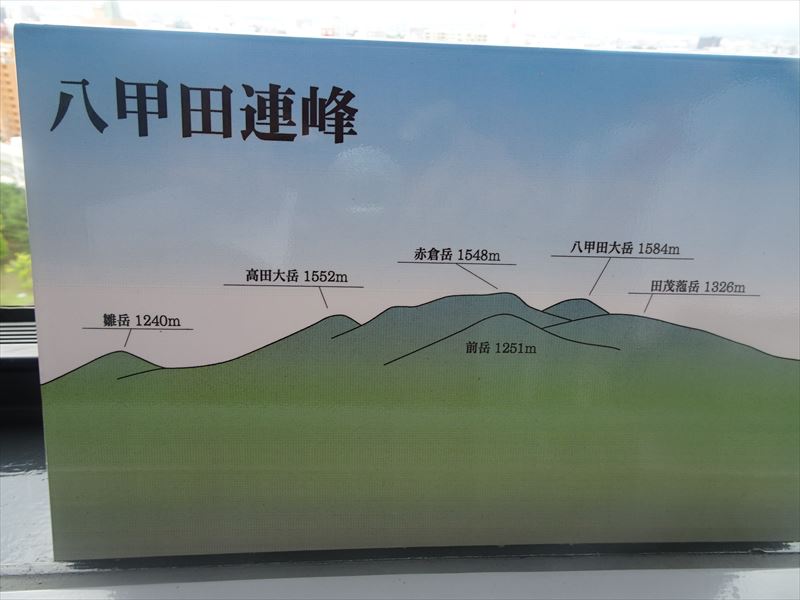 八甲田連峰
雛岳 1240m
高田大岳 1552m
赤倉岳 1548m
八甲田大岳 1584m
田茂萢岳 1326m
前岳 1251m